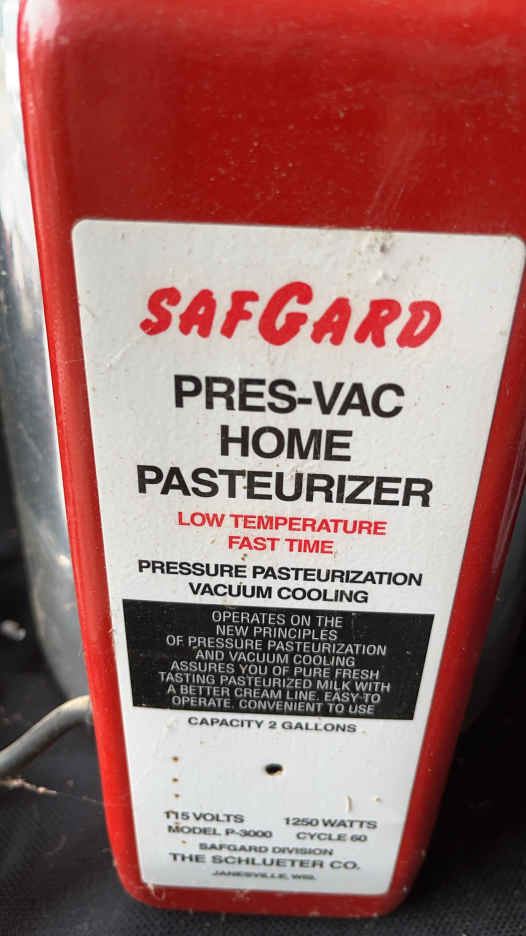 SAFGARD
PRES-VAC
HOME
PASTEURIZER
LOW TEMPERATURE
FAST TIME
PRESSURE PASTEURIZATION
VACUUM COOLING
OPERATES ON THE
NEW PRINCIPLES
OF PRESSURE PASTEURIZATION
AND VACUUM COOLING
ASSURES YOU OF PURE FRESH
TASTING PASTEURIZED MILK WITH
A BETTER CREAM LINE. EASY TO
OPERATE. CONVENIENT TO USE
CAPACITY 2 GALLONS
115 VOLTS 1250 WATTS
MODEL P-3000 CYCLE 60
SAFGARD DIVISION
THE SCHLUETER CO.
JANESVILLE, WIS.